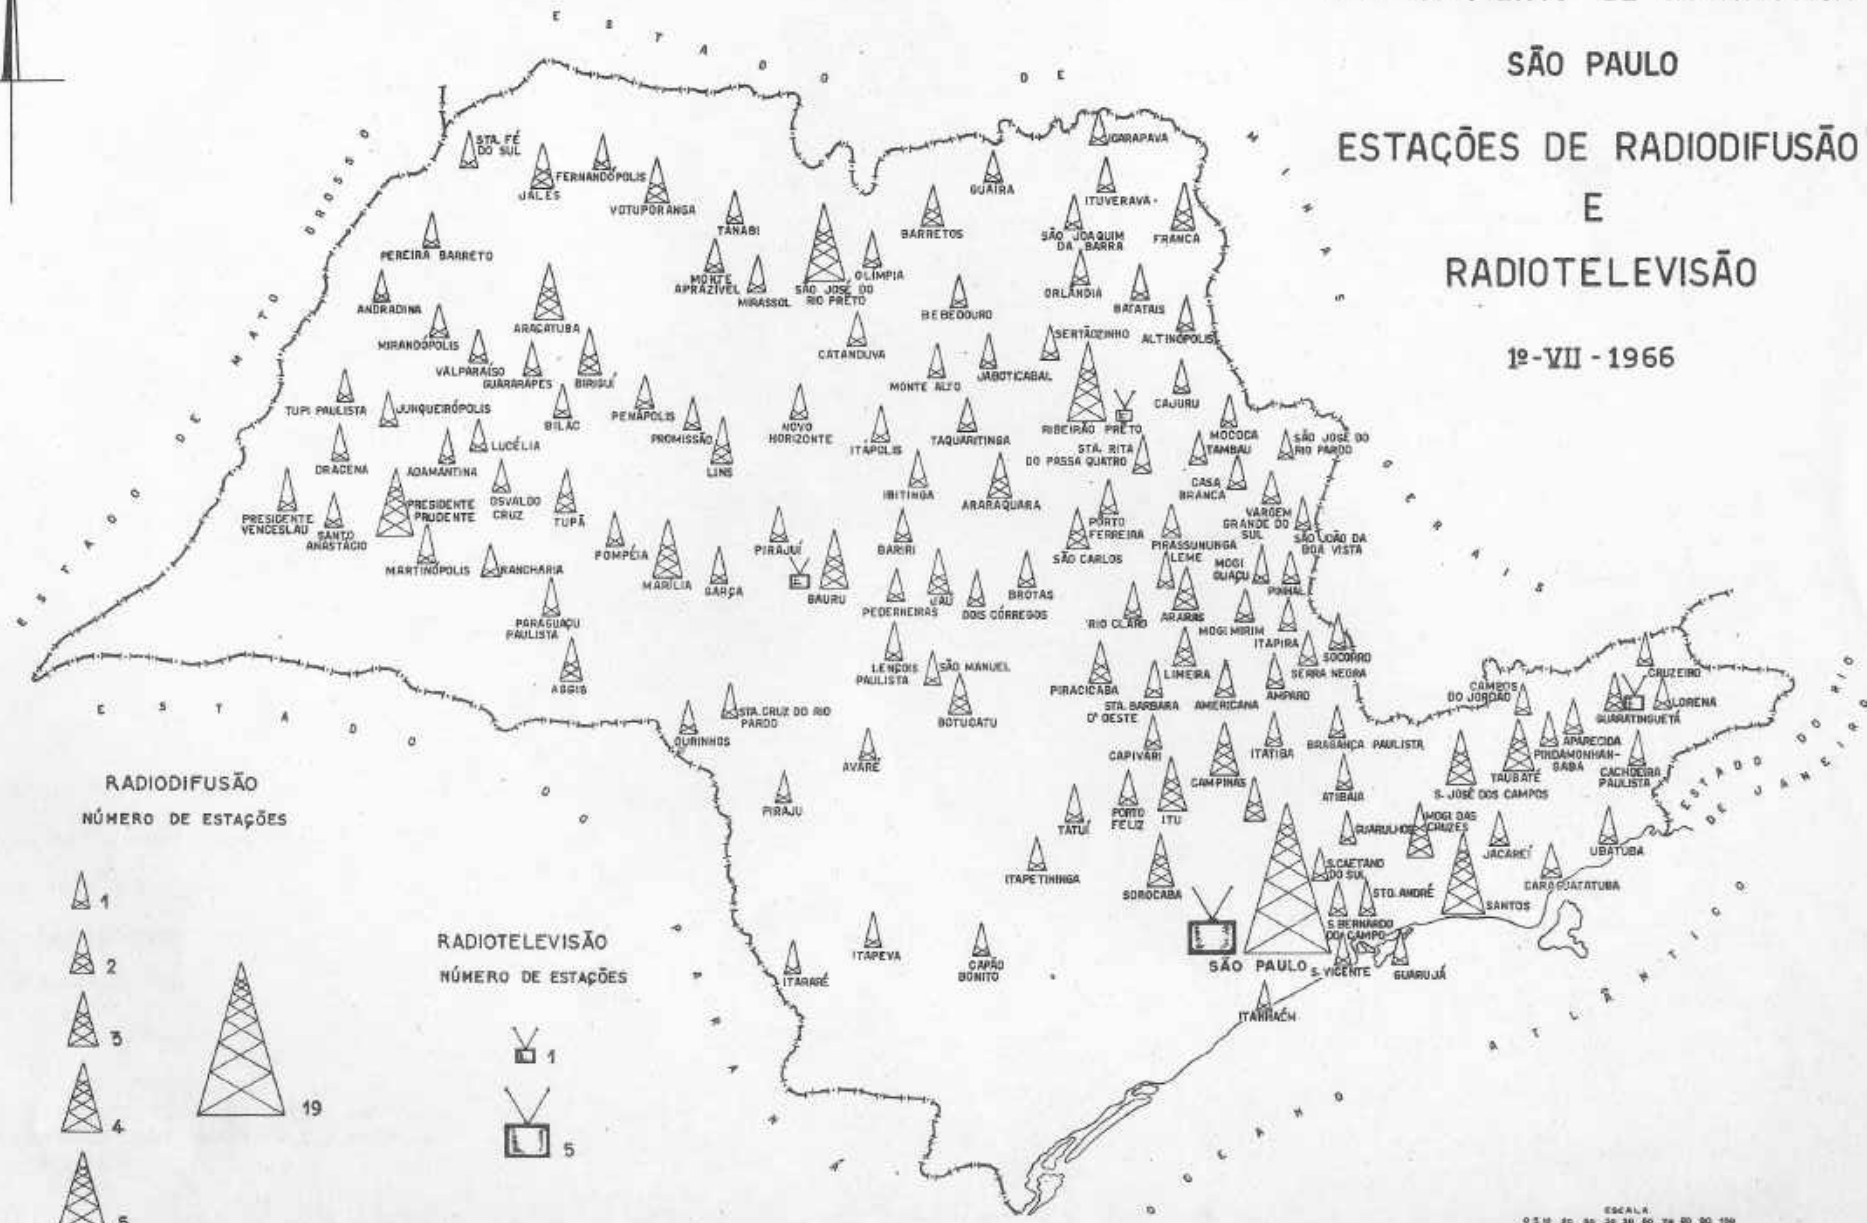 SÃO PAULO
ESTAÇÕES DE RADIODIFUSÃO
E
RADIOTELEVISÃO
1º-VII-1966
ESTADO DE
MINAS GERAIS
ESTADO DE MATO GROSSO
UGARAPAVA
STA. FÉ
DO SUL
JALES
FERNANDÓPOLIS
VOTUPORANGA
GUAÍRA
ITUVERAVA
TANABI
BARRETOS
SÃO JOAQUIM
DA BARRA
FRANCA
PEREIRA BARRETO
MONTE
APRAZÍVEL
MIRASSOL
SÃO JOSÉ DO
RIO PRÊTO
OLÍMPIA
ORLÂNDIA
BATATAIS
ANDRADINA
ARAÇATUBA
BEBEDOURO
ALTINÓPOLIS
MIRANDÓPOLIS
CATANDUVA
SERTÃOZINHO
VALPARAÍSO
GUARARAPES
BIRIGUÍ
MONTE ALTO
JABOTICABAL
TUPI PAULISTA
JUNQUEIRÓPOLIS
BILAC
PENÁPOLIS
PROMISSÃO
NOVO
HORIZONTE
ITÁPOLIS
TAQUARITINGA
RIBEIRÃO PRÊTO
CAJURU
MOCOCA
DRACENA
ADAMANTINA
LUCÉLIA
LINS
STA. RITA
DO PASSA QUATRO
TAMBAU
SÃO JOSÉ DO
RIO PARDO
PRESIDENTE
VENCESLAU
SANTO
ANASTÁCIO
PRESIDENTE
PRUDENTE
OSVALDO
CRUZ
TUPÃ
IBITINGA
ARARAQUARA
CASA
BRANCA
VARGEM
GRANDE DO
SUL
MARTINÓPOLIS
RANCHARIA
POMPÉIA
MARÍLIA
GARÇA
PIRAJUÍ
BAURU
BARIRI
SÃO CARLOS
PÔRTO
FERREIRA
PIRASSUNUNGA
LEME
SÃO JOÃO DA
BOA VISTA
MOGI
GUAÇU
PINHAL
PEDERNEIRAS
JAÚ
DOIS CÓRREGOS
BROTAS
RIO CLARO
ARARAS
MOGI MIRIM
ITAPIRA
PARAGUAÇU
PAULISTA
ASSIS
LENÇOIS
PAULISTA
SÃO MANUEL
BOTUCATU
PIRACICABA
LIMEIRA
STA. BÁRBARA
D'OESTE
AMERICANA
AMPARO
SERRA NEGRA
SOCORRO
CAMPOS
DO JORDÃO
CRUZEIRO
LORENA
GUARATINGUETÁ
APARECIDA
PINDAMONHAN-
GABA
CACHOEIRA
PAULISTA
OURINHOS
STA. CRUZ DO RIO
PARDO
AVARÉ
PIRAJU
CAPIVARI
CAMPINAS
ITATIBA
BRAGANÇA PAULISTA
ATIBAIA
S. JOSÉ DOS CAMPOS
TAUBATÉ
TATUÍ
PÔRTO
FELIZ
ITU
GUARULHOS
MOGI DAS
CRUZES
JACAREÍ
UBATUBA
CARAGUATATUBA
ITAPETININGA
SOROCABA
S. CAETANO
DO SUL
STO. ANDRÉ
S. BERNARDO
DO CAMPO
SANTOS
SÃO PAULO
S. VICENTE
GUARUJÁ
ITAPEVA
CAPÃO
BONITO
ITARARÉ
ITANHAÉM
ESTADO DO RIO
DE JANEIRO
ESTADO DO
PARANÁ
OCEANO ATLÂNTICO
RADIODIFUSÃO
NÚMERO DE ESTAÇÕES
1
2
3
4
5
19
RADIOTELEVISÃO
NÚMERO DE ESTAÇÕES
1
5
ESCALA